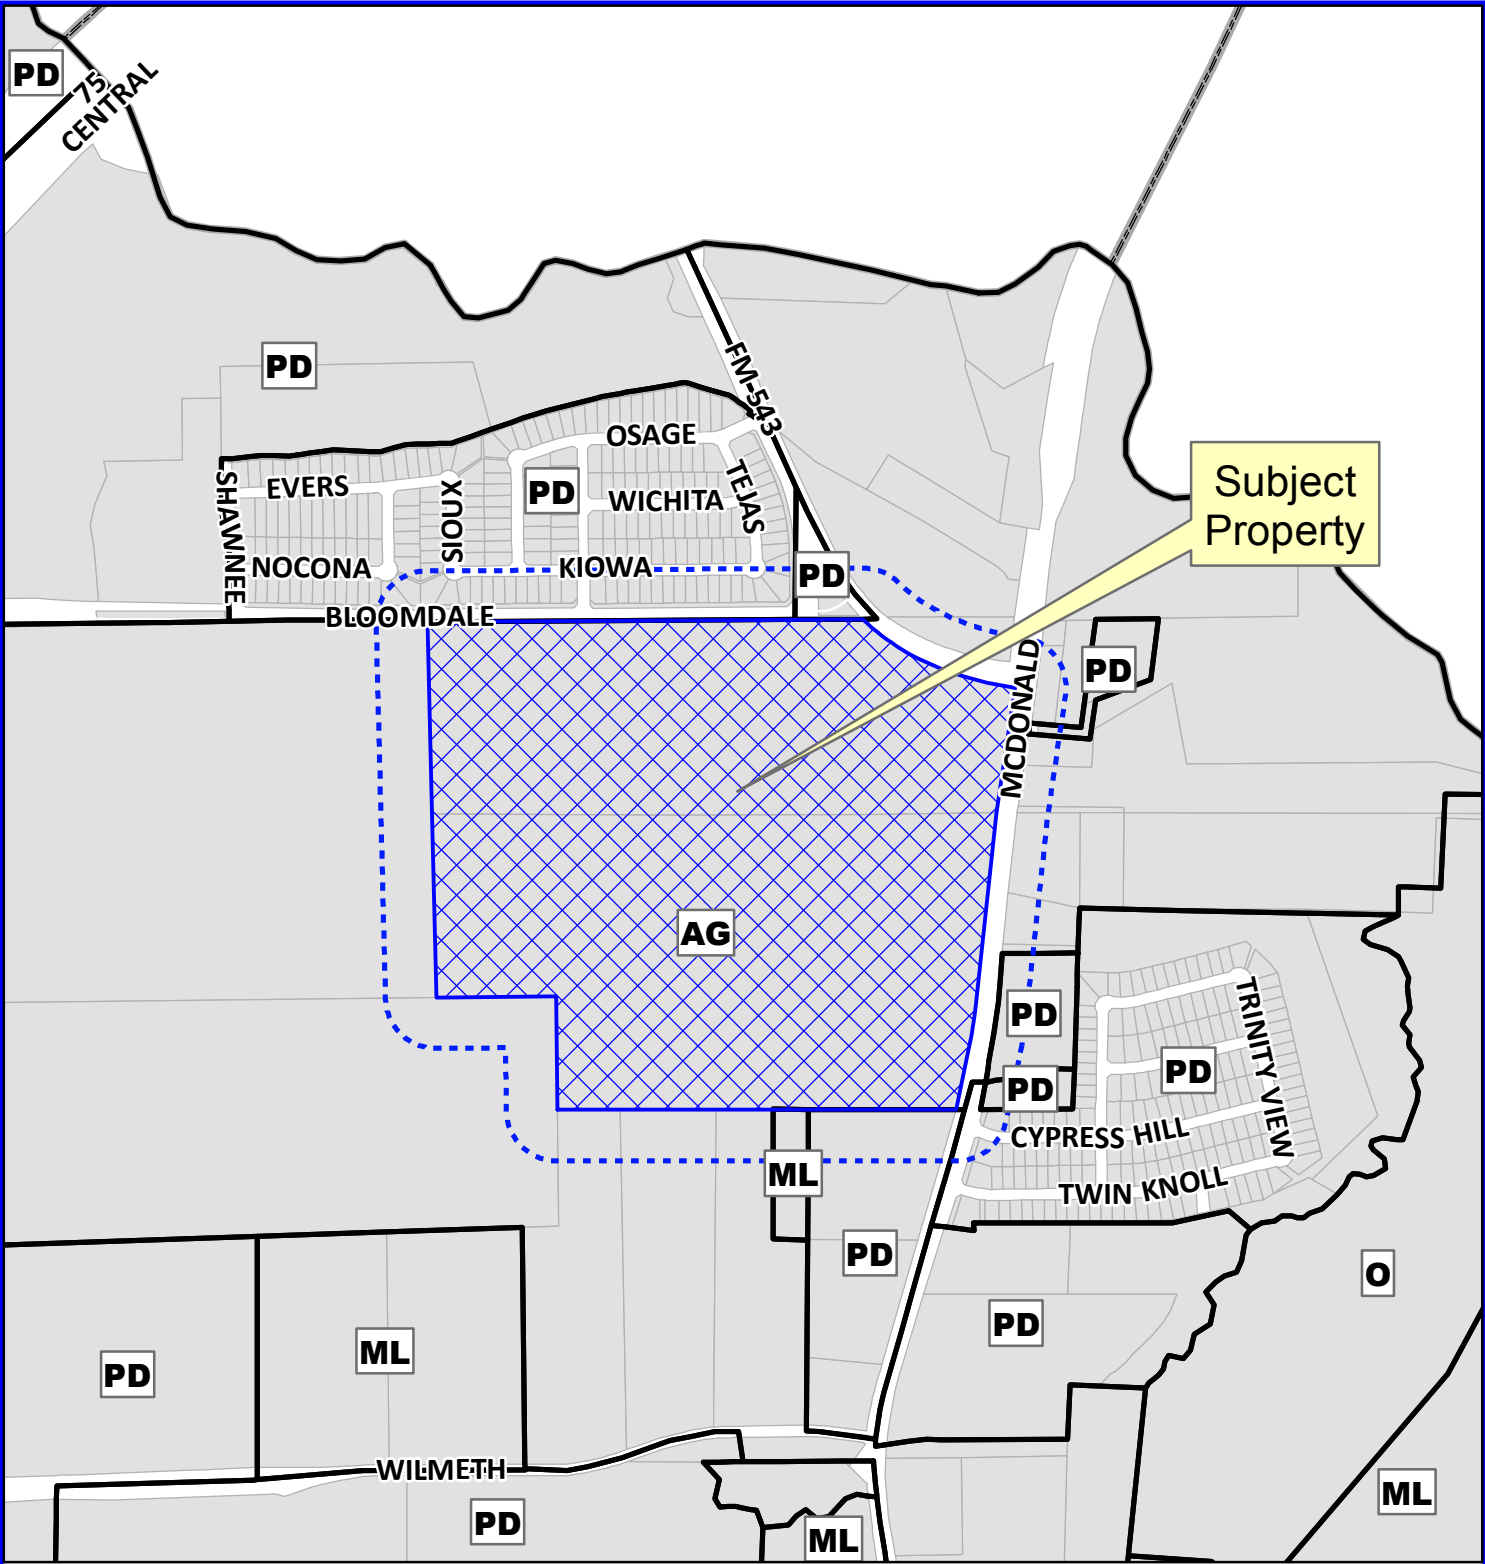 PD
75
CENTRAL
PD
FM-543
OSAGE
Subject
Property
EVERS
SHAWNEE
SIOUX
PD
WICHITA
TEJAS
NOCONA
KIOWA
PD
BLOOMDALE
PD
MCDONALD
AG
PD
PD
PD
TRINITY VIEW
CYPRESS HILL
ML
TWIN KNOLL
PD
O
PD
ML
PD
WILMETH
ML
PD
ML